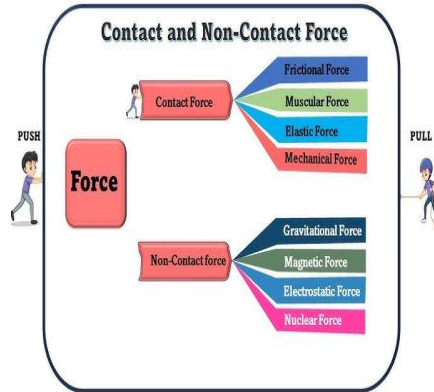 Contact and Non-Contact Force
Frictional Force
Contact Force
Muscular Force
Elastic Force
Mechanical Force
PUSH
PULL
Force
Gravitational Force
Non-Contact force
Magnetic Force
Electrostatic Force
Nuclear Force